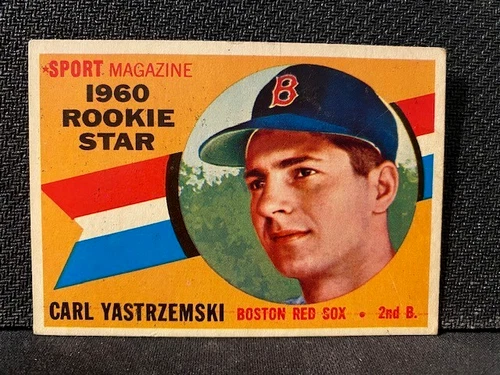 *SPORT MAGAZINE
1960
ROOKIE
STAR
B
CARL YASTRZEMSKI BOSTON RED SOX • 2nd B.